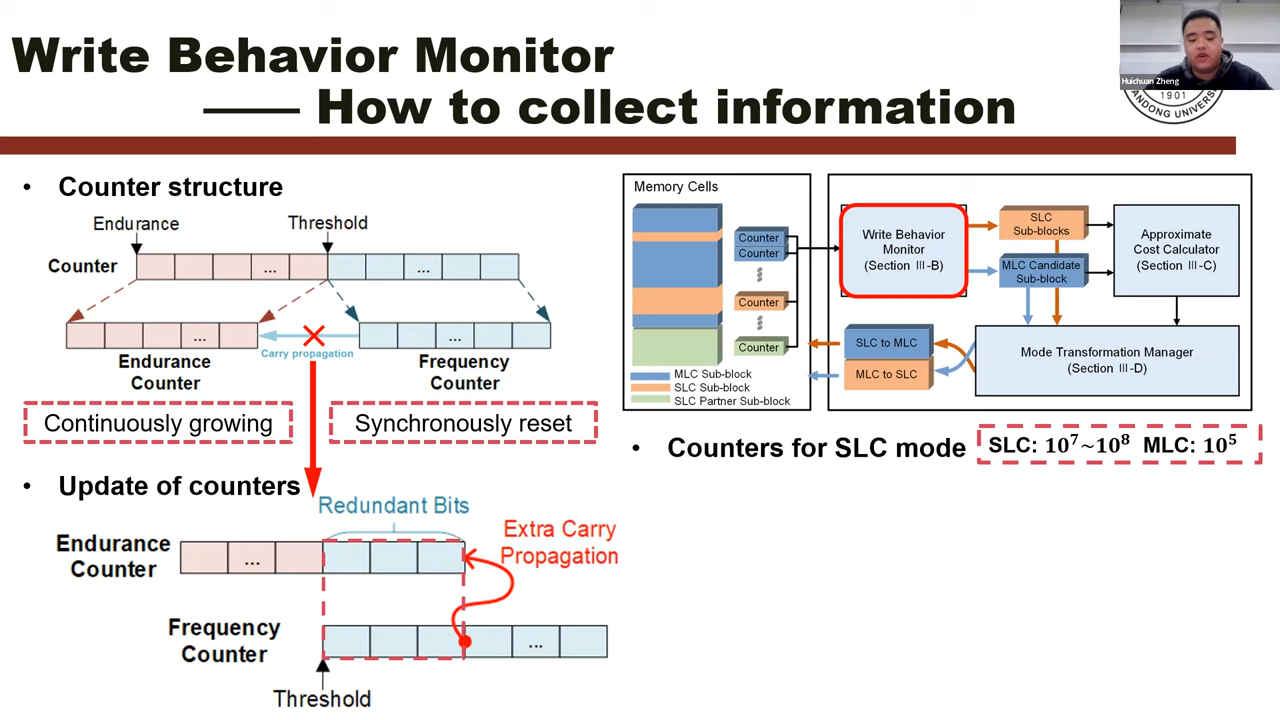 Write Behavior Monitor
—— How to collect information
Huichuan Zheng
1901
ANDONG UNIVERS
• Counter structure
Endurance
Threshold
Counter
...
...
...
...
Carry propagation
Endurance
Counter
Frequency
Counter
Continuously growing
Synchronously reset
• Update of counters
Redundant Bits
Extra Carry
Propagation
Endurance
Counter
...
Frequency
Counter
...
Threshold
Memory Cells
Counter
Counter
Counter
Counter
MLC Sub-block
SLC Sub-block
SLC Partner Sub-block
Write Behavior
Monitor
(Section Ⅲ-B)
SLC
Sub-blocks
MLC Candidate
Sub-block
Approximate
Cost Calculator
(Section Ⅲ-C)
SLC to MLC
MLC to SLC
Mode Transformation Manager
(Section Ⅲ-D)
• Counters for SLC mode
SLC: 10⁷~10⁸ MLC: 10⁵